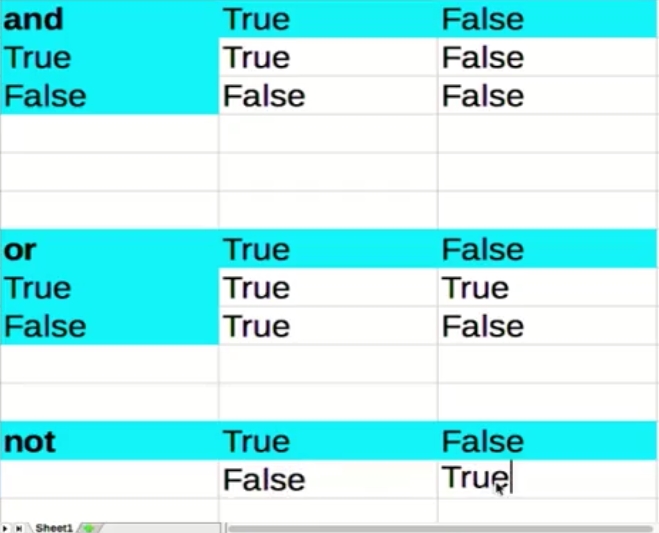 and True False
True True False
False False False
or True False
True True True
False True False
not True False
False True
Sheet1